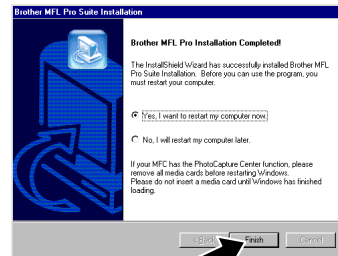 Brother MFL Pro Suite Installation
Brother MFL Pro Installation Completed!
The InstallShield Wizard has successfully installed Brother MFL
Pro Suite Installation. Before you can use the program, you
must restart your computer.
Yes, I want to restart my computer now.
No, I will restart my computer later.
If your MFC has the PhotoCapture Center function, please
remove all media cards before restarting Windows.
Please do not insert a media card until Windows has finished
loading.
Finish
Cancel